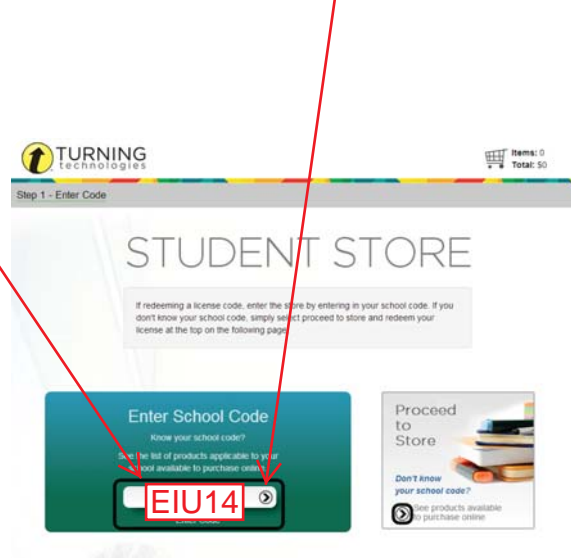 TURNING
technologies
Items: 0
Total: $0
Step 1 - Enter Code
STUDENT STORE
If redeeming a license code, enter the store by entering in your school code. If you
don't know your school code, simply select proceed to store and redeem your
license at the top on the following page.
Enter School Code
Know your school code?
See the list of products applicable to your
school available to purchase online.
EIU14
Enter Code
Proceed
to
Store
Don't know
your school code?
See products available
to purchase online